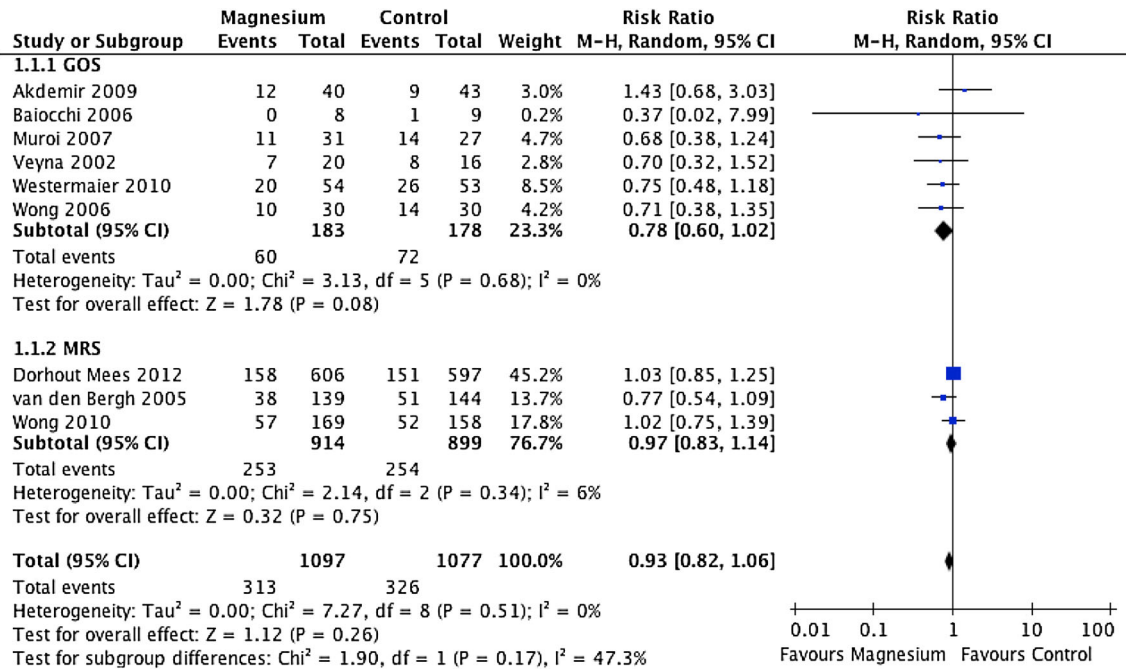 Magnesium Control Risk Ratio Risk Ratio
Study or Subgroup Events Total Events Total Weight M-H, Random, 95% CI M-H, Random, 95% CI
1.1.1 GOS
Akdemir 2009 12 40 9 43 3.0% 1.43 [0.68, 3.03]
Baiocchi 2006 0 8 1 9 0.2% 0.37 [0.02, 7.99]
Muroi 2007 11 31 14 27 4.7% 0.68 [0.38, 1.24]
Veyna 2002 7 20 8 16 2.8% 0.70 [0.32, 1.52]
Westermaier 2010 20 54 26 53 8.5% 0.75 [0.48, 1.18]
Wong 2006 10 30 14 30 4.2% 0.71 [0.38, 1.35]
Subtotal (95% CI) 183 178 23.3% 0.78 [0.60, 1.02]
Total events 60 72
Heterogeneity: Tau² = 0.00; Chi² = 3.13, df = 5 (P = 0.68); I² = 0%
Test for overall effect: Z = 1.78 (P = 0.08)
1.1.2 MRS
Dorhout Mees 2012 158 606 151 597 45.2% 1.03 [0.85, 1.25]
van den Bergh 2005 38 139 51 144 13.7% 0.77 [0.54, 1.09]
Wong 2010 57 169 52 158 17.8% 1.02 [0.75, 1.39]
Subtotal (95% CI) 914 899 76.7% 0.97 [0.83, 1.14]
Total events 253 254
Heterogeneity: Tau² = 0.00; Chi² = 2.14, df = 2 (P = 0.34); I² = 6%
Test for overall effect: Z = 0.32 (P = 0.75)
Total (95% CI) 1097 1077 100.0% 0.93 [0.82, 1.06]
Total events 313 326
Heterogeneity: Tau² = 0.00; Chi² = 7.27, df = 8 (P = 0.51); I² = 0%
Test for overall effect: Z = 1.12 (P = 0.26)
Test for subgroup differences: Chi² = 1.90, df = 1 (P = 0.17), I² = 47.3%
0.01 0.1 1 10 100
Favours Magnesium Favours Control